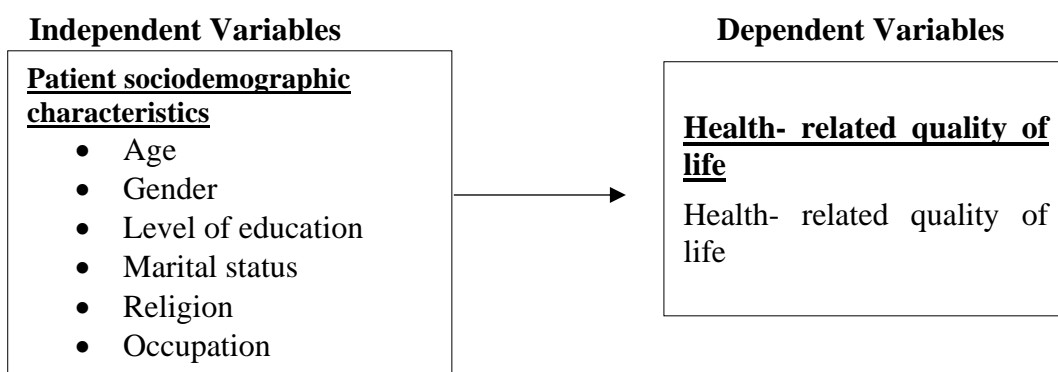 Independent Variables
Patient sociodemographic
characteristics
• Age
• Gender
• Level of education
• Marital status
• Religion
• Occupation
Dependent Variables
Health- related quality of
life
Health- related quality of
life